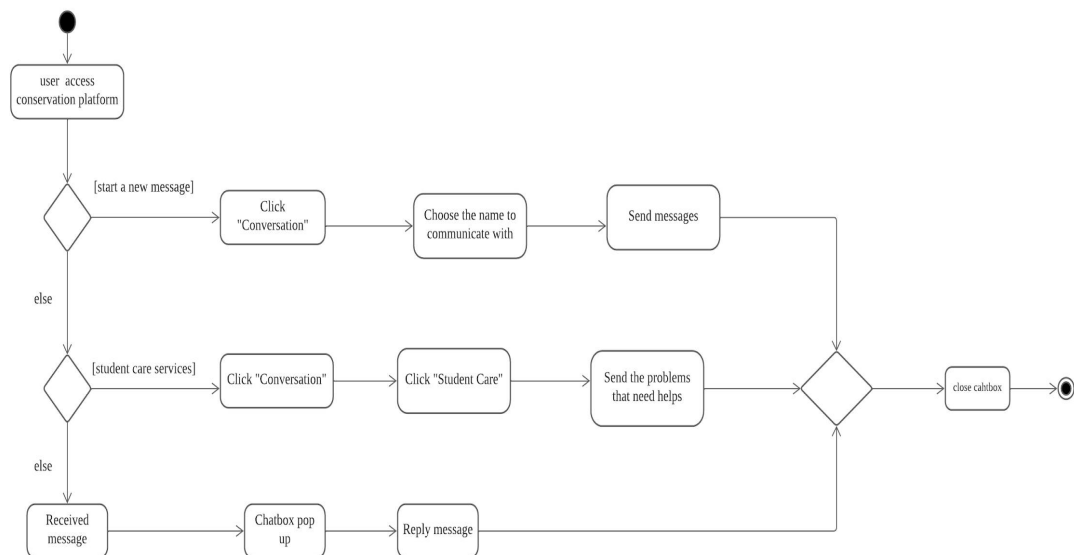 user access
conservation platform
[start a new message]
Click
"Conversation"
Choose the name to
communicate with
Send messages
else
[student care services]
Click "Conversation"
Click "Student Care"
Send the problems
that need helps
close cahtbox
else
Received
message
Chatbox pop
up
Reply message